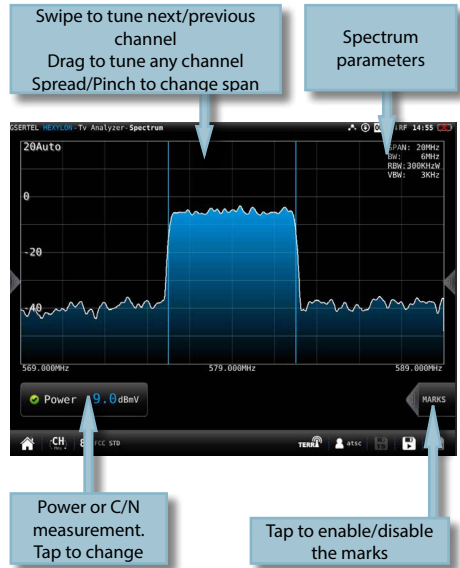 Swipe to tune next/previous
channel
Drag to tune any channel
Spread/Pinch to change span
Spectrum
parameters
GSERTEL HEXYLON-Tv Analyzer-Spectrum
RF 14:55
20Auto
SPAN: 20MHz
BW: 6MHz
RBW:300KHzW
VBW: 3KHz
0
-20
-40
569.000MHz 579.000MHz 589.000MHz
Power 9.0dBmV
MARKS
CH
FCC STD
TERR
atsc
Power or C/N
measurement.
Tap to change
Tap to enable/disable
the marks